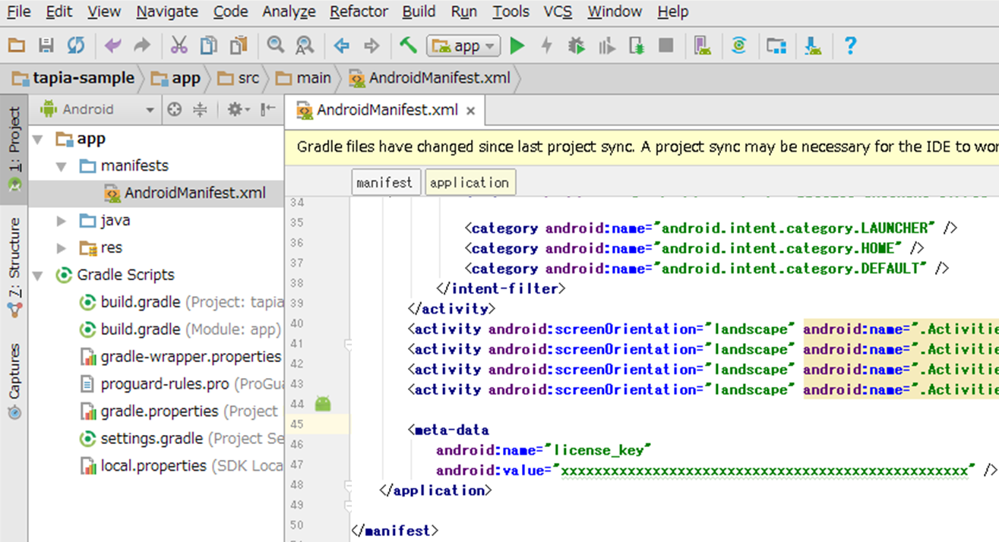 File Edit View Navigate Code Analyze Refactor Build Run Tools VCS Window Help
app
tapia-sample app src main AndroidManifest.xml
1: Project
7: Structure
Captures
Android
app
manifests
AndroidManifest.xml
java
res
Gradle Scripts
build.gradle (Project: tapia
build.gradle (Module: app)
gradle-wrapper.properties
proguard-rules.pro (ProGua
gradle.properties (Project
settings.gradle (Project Se
local.properties (SDK Loca
AndroidManifest.xml
Gradle files have changed since last project sync. A project sync may be necessary for the IDE to wor
manifest application
34
35 <category android:name="android.intent.category.LAUNCHER" />
36 <category android:name="android.intent.category.HOME" />
37 <category android:name="android.intent.category.DEFAULT" />
38 </intent-filter>
39 </activity>
40 <activity android:screenOrientation="landscape" android:name=".Activitie
41 <activity android:screenOrientation="landscape" android:name=".Activitie
42 <activity android:screenOrientation="landscape" android:name=".Activitie
43 <activity android:screenOrientation="landscape" android:name=".Activitie
44
45 <meta-data
46 android:name="license_key"
47 android:value="xxxxxxxxxxxxxxxxxxxxxxxxxxxxxxxxxxxxxxxxxxxxxxxxxx" />
48 </application>
49
50 </manifest>